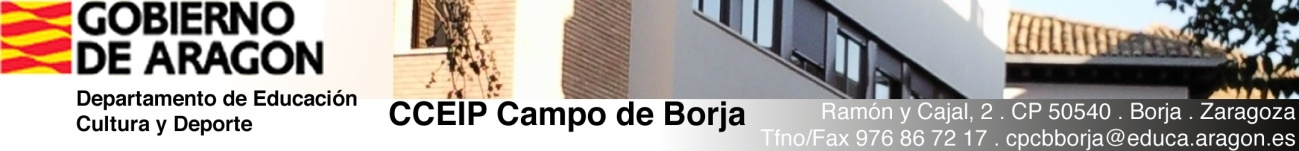 GOBIERNO
DE ARAGON
Departamento de Educación
Cultura y Deporte
CCEIP Campo de Borja
Ramón y Cajal, 2 . CP 50540 . Borja . Zaragoza
Tfno/Fax 976 86 72 17 . cpcbborja@educa.aragon.es